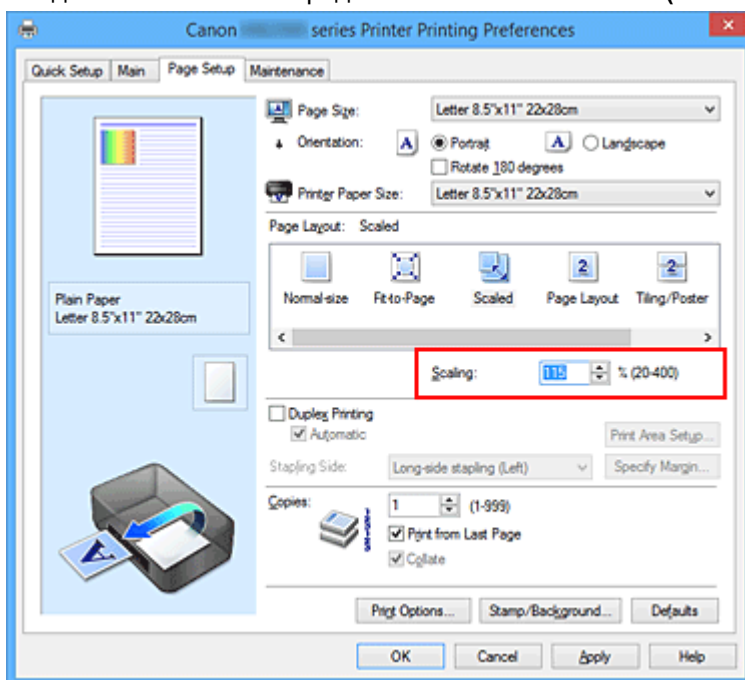 Canon series Printer Printing Preferences
Quick Setup Main Page Setup Maintenance
Page Size: Letter 8.5"x11" 22x28cm
Orientation: A Portrait A Landscape
Rotate 180 degrees
Printer Paper Size: Letter 8.5"x11" 22x28cm
Page Layout: Scaled
Normal-size Fit-to-Page Scaled Page Layout Tiling/Poster
Plain Paper
Letter 8.5"x11" 22x28cm
Scaling: 115 % (20-400)
Duplex Printing
Automatic Print Area Setup...
Stapling Side: Long-side stapling (Left) Specify Margin...
Copies: 1 (1-999)
Print from Last Page
Collate
Print Options... Stamp/Background... Defaults
OK Cancel Apply Help